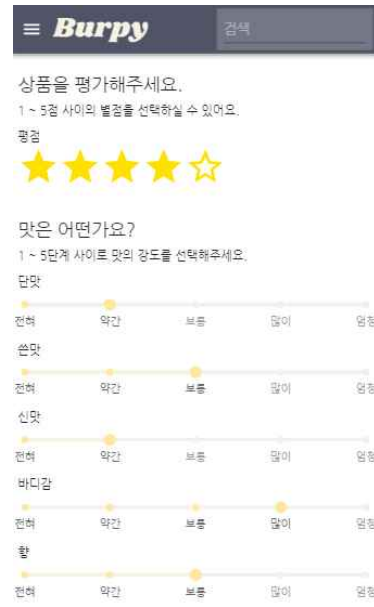 Burpy 검색
상품을 평가해주세요.
1 ~ 5점 사이의 별점을 선택하실 수 있어요.
평점
맛은 어떤가요?
1 ~ 5단계 사이로 맛의 강도를 선택해주세요.
단맛
전혀 약간 보통 많이
쓴맛
전혀 약간 보통 많이
신맛
전혀 약간 보통 많이
바디감
전혀 약간 보통 많이
향
전혀 약간 보통 많이